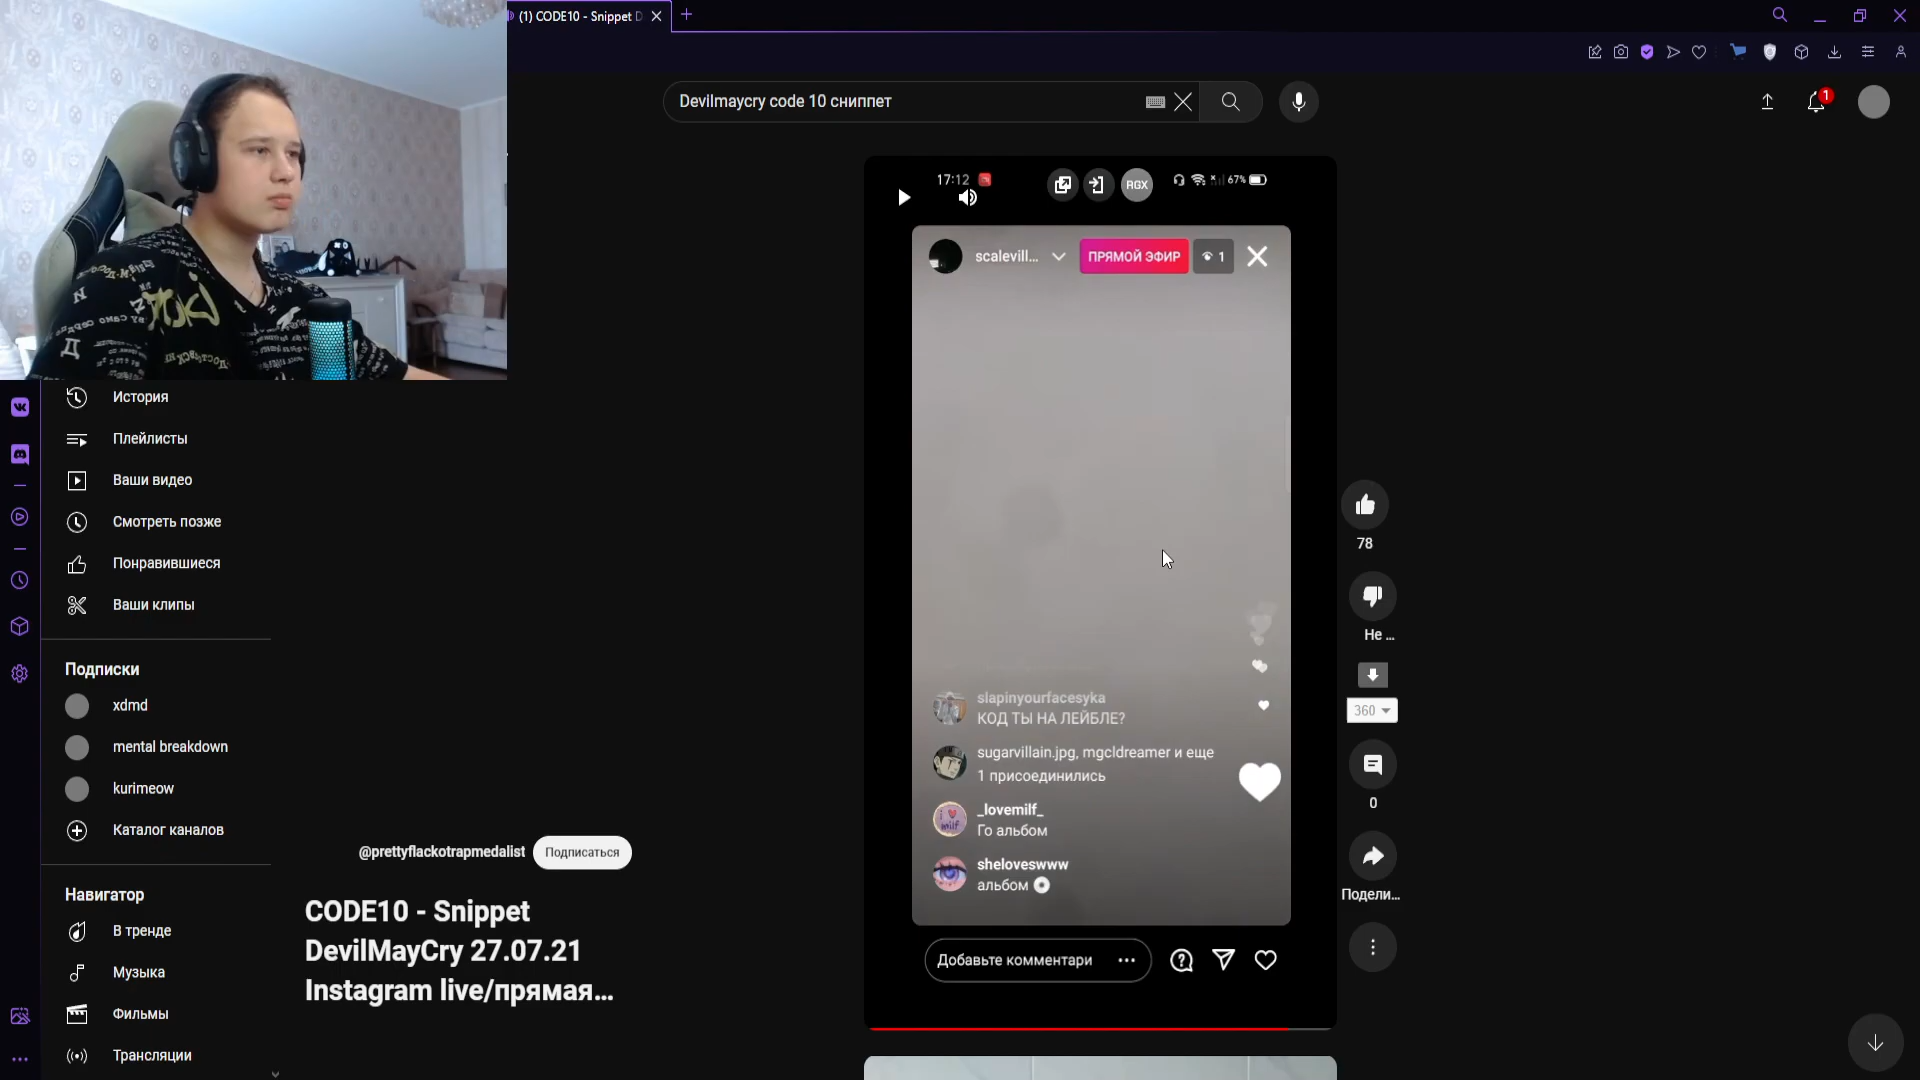 (1) CODE10 - Snippet D
Devilmaycry code 10 сниппет
1
17:12
RGX
67%
scalevill...
ПРЯМОЙ ЭФИР
1
История
Плейлисты
Ваши видео
Смотреть позже
Понравившиеся
Ваши клипы
Подписки
xdmd
mental breakdown
kurimeow
Каталог каналов
Навигатор
В тренде
Музыка
Фильмы
Трансляции
@prettyflackotrapmedalist
Подписаться
CODE10 - Snippet
DevilMayCry 27.07.21
Instagram live/прямая...
slapinyourfacesyka
КОД ТЫ НА ЛЕЙБЛЕ?
sugarvillain.jpg, mgcldreamer и еще
1 присоединились
_lovemilf_
Го альбом
sheloveswww
альбом
Добавьте комментари
78
Не ...
360
0
Подели...